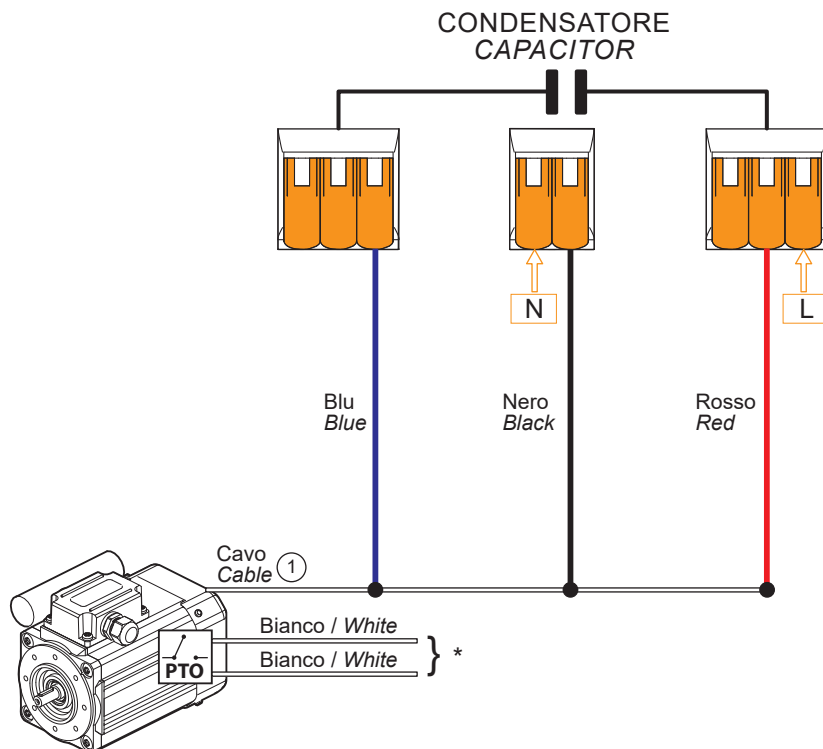 CONDENSATORE
CAPACITOR
N
L
Blu
Blue
Nero
Black
Rosso
Red
Cavo
Cable 1
Bianco / White
Bianco / White
} *
PTO